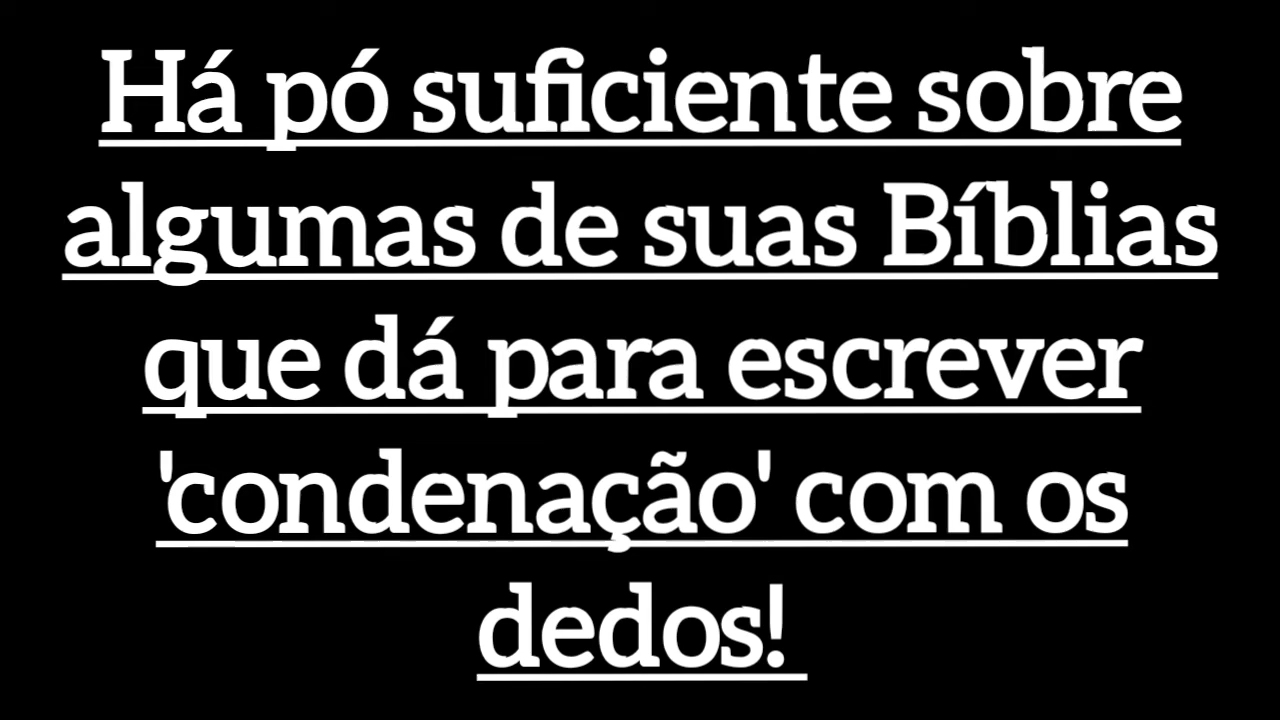 Há pó suficiente sobre
algumas de suas Bíblias
que dá para escrever
'condenação' com os
dedos!